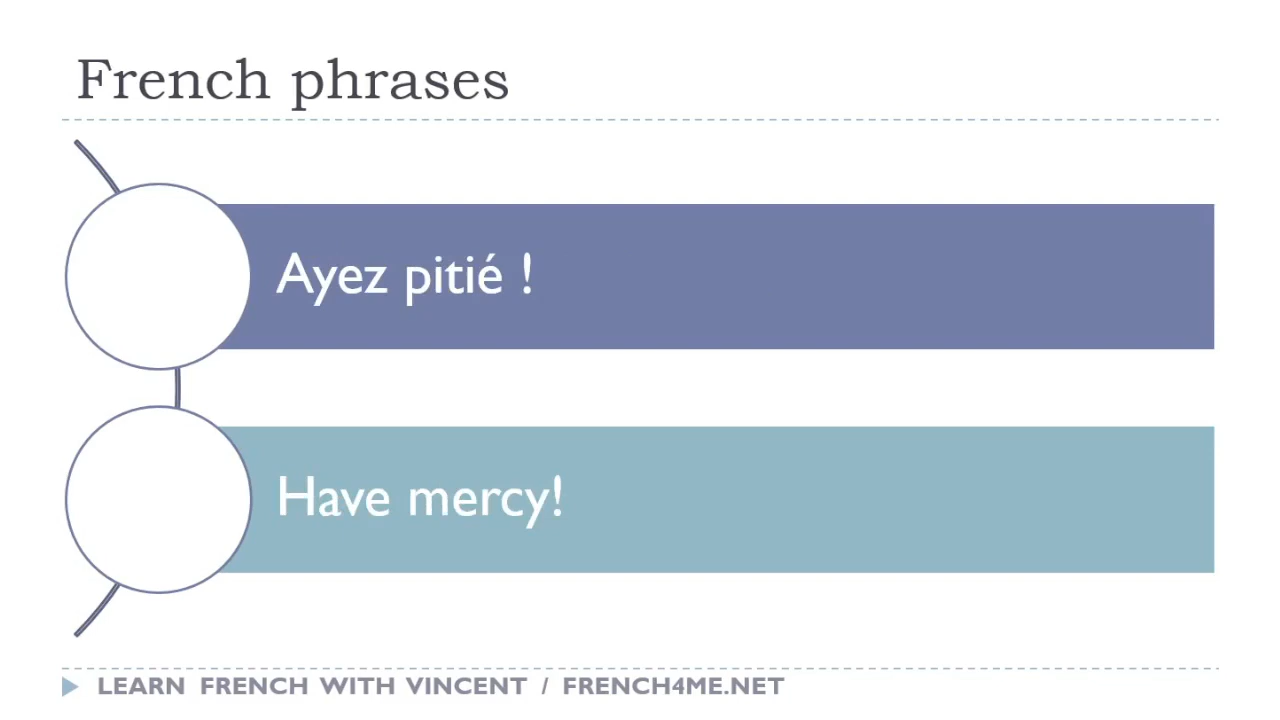 French phrases
Ayez pitié !
Have mercy!
LEARN FRENCH WITH VINCENT / FRENCH4ME.NET